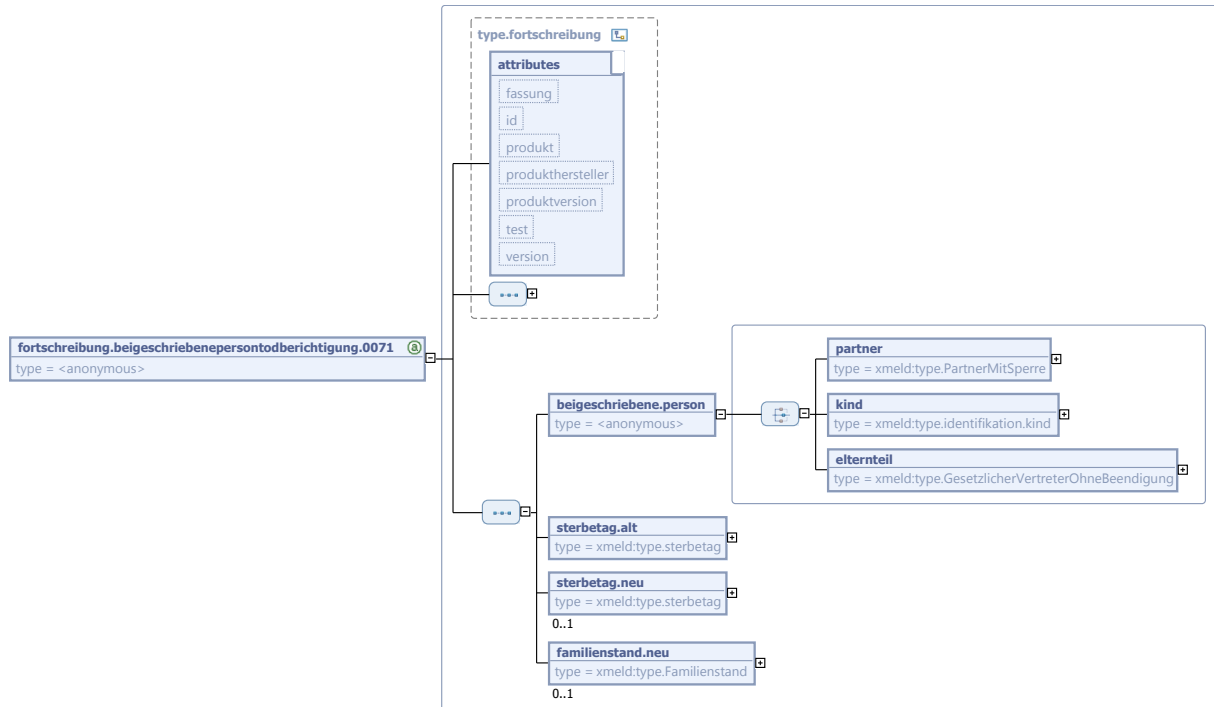 type.fortschreibung
attributes
fassung
id
produkt
produkthersteller
produktversion
test
version
fortschreibung.beigeschriebenepersontodberichtigung.0071 a
type = <anonymous>
beigeschriebene.person
type = <anonymous>
partner
type = xmeld:type.PartnerMitSperre
kind
type = xmeld:type.identifikation.kind
elternteil
type = xmeld:type.GesetzlicherVertreterOhneBeendigung
sterbetag.alt
type = xmeld:type.sterbetag
sterbetag.neu
type = xmeld:type.sterbetag
0..1
familienstand.neu
type = xmeld:type.Familienstand
0..1